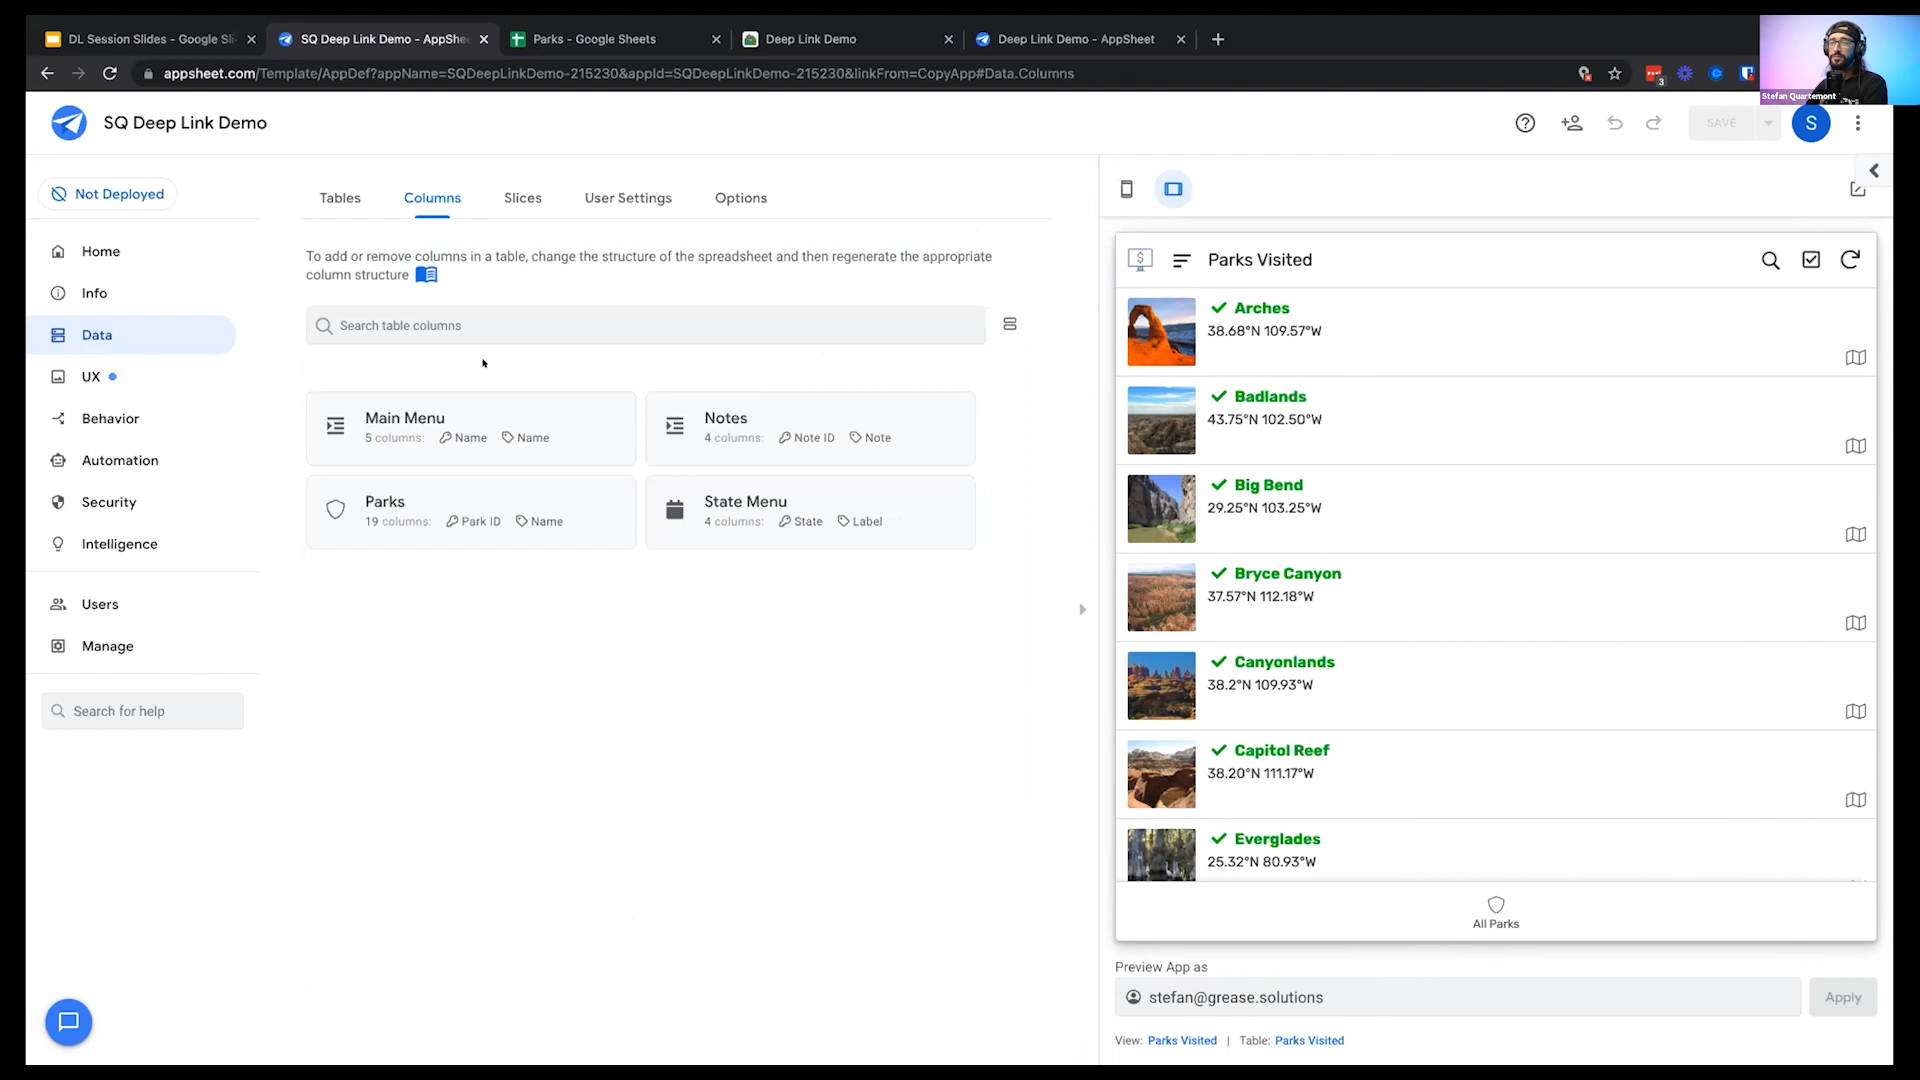 DL Session Slides - Google Sli
SQ Deep Link Demo - AppShe
Parks - Google Sheets
Deep Link Demo
Deep Link Demo - AppSheet
appsheet.com/Template/AppDef?appName=SQDeepLinkDemo-215230&appId=SQDeepLinkDemo-215230&linkFrom=CopyApp#Data.Columns
3
Stefan Quartemont
SQ Deep Link Demo
SAVE
S
Not Deployed
Home
Info
Data
UX
Behavior
Automation
Security
Intelligence
Users
Manage
Search for help
Tables
Columns
Slices
User Settings
Options
To add or remove columns in a table, change the structure of the spreadsheet and then regenerate the appropriate
column structure
Search table columns
Main Menu
5 columns: Name Name
Notes
4 columns: Note ID Note
Parks
19 columns: Park ID Name
State Menu
4 columns: State Label
$
Parks Visited
Arches
38.68°N 109.57°W
Badlands
43.75°N 102.50°W
Big Bend
29.25°N 103.25°W
Bryce Canyon
37.57°N 112.18°W
Canyonlands
38.2°N 109.93°W
Capitol Reef
38.20°N 111.17°W
Everglades
25.32°N 80.93°W
All Parks
Preview App as
stefan@grease.solutions
Apply
View: Parks Visited | Table: Parks Visited